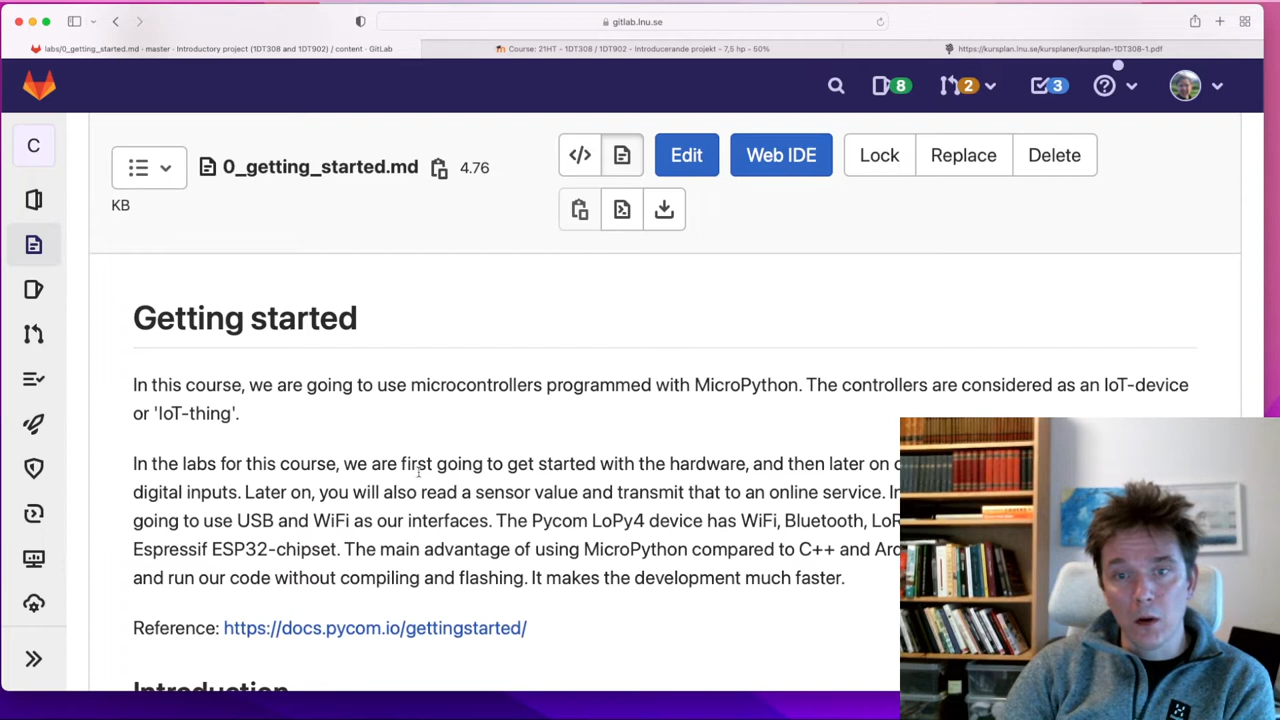 gitlab.lnu.se
labs/0_getting_started.md · master · Introductory project (1DT308 and 1DT902) / content · GitLab
Course: 21HT - 1DT308 / 1DT902 - Introducerande projekt - 7,5 hp - 50%
https://kursplan.lnu.se/kursplaner/kursplan-1DT308-1.pdf
8
2
3
C
0_getting_started.md
4.76
KB
Edit
Web IDE
Lock
Replace
Delete
Getting started
In this course, we are going to use microcontrollers programmed with MicroPython. The controllers are considered as an IoT-device
or 'IoT-thing'.
In the labs for this course, we are first going to get started with the hardware, and then later on
digital inputs. Later on, you will also read a sensor value and transmit that to an online service.
going to use USB and WiFi as our interfaces. The Pycom LoPy4 device has WiFi, Bluetooth,
Espressif ESP32-chipset. The main advantage of using MicroPython compared to C++ and
and run our code without compiling and flashing. It makes the development much faster.
Reference: https://docs.pycom.io/gettingstarted/
Introduction